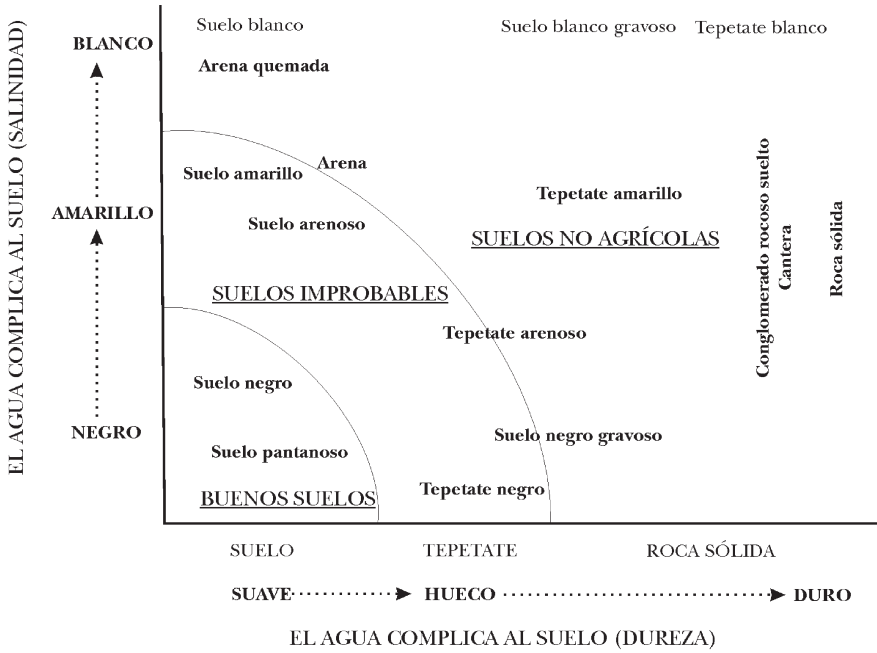 EL AGUA COMPLICA AL SUELO (SALINIDAD)
BLANCO
AMARILLO
NEGRO
Suelo blanco
Suelo blanco gravoso
Tepetate blanco
Arena quemada
Arena
Suelo amarillo
Tepetate amarillo
Suelo arenoso
SUELOS NO AGRÍCOLAS
Conglomerado rocoso suelto
Cantera
Roca sólida
SUELOS IMPROBABLES
Tepetate arenoso
Suelo negro
Suelo negro gravoso
Suelo pantanoso
Tepetate negro
BUENOS SUELOS
SUELO
TEPETATE
ROCA SÓLIDA
SUAVE
HUECO
DURO
EL AGUA COMPLICA AL SUELO (DUREZA)